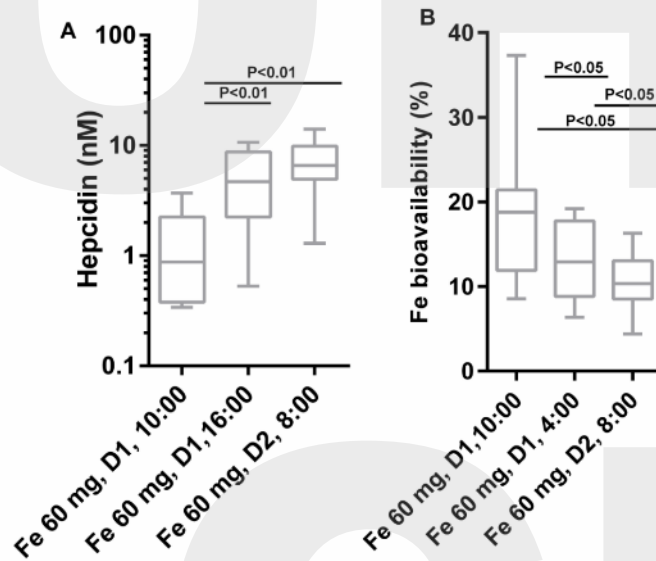 A
100
10
1
0.1
Hepcidin (nM)
P<0.01
P<0.01
Fe 60 mg, D1, 10:00
Fe 60 mg, D1,16:00
Fe 60 mg, D2, 8:00
B
40
30
20
10
0
Fe bioavailability (%)
P<0.05
P<0.05
P<0.05
Fe 60 mg, D1,10:00
Fe 60 mg, D1, 4:00
Fe 60 mg, D2, 8:00